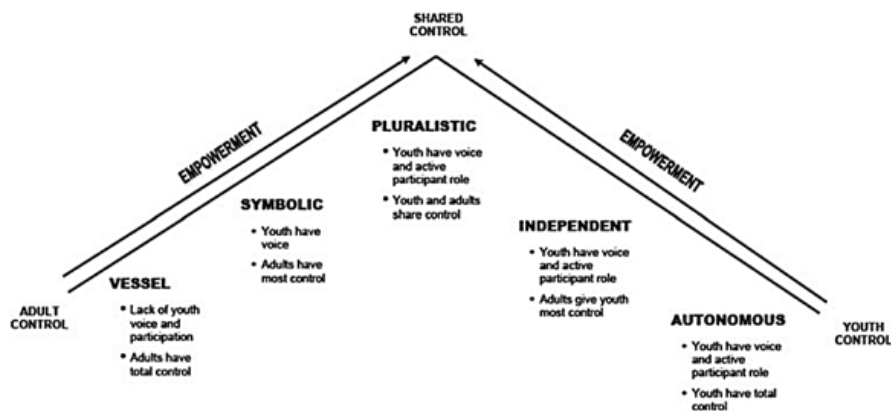 SHARED
CONTROL
EMPOWERMENT
EMPOWERMENT
PLURALISTIC
• Youth have voice
and active
participant role
• Youth and adults
share control
SYMBOLIC
• Youth have
voice
• Adults have
most control
INDEPENDENT
• Youth have voice
and active
participant role
• Adults give youth
most control
VESSEL
• Lack of youth
voice and
participation
• Adults have
total control
ADULT
CONTROL
AUTONOMOUS
• Youth have voice
and active
participant role
• Youth have total
control
YOUTH
CONTROL